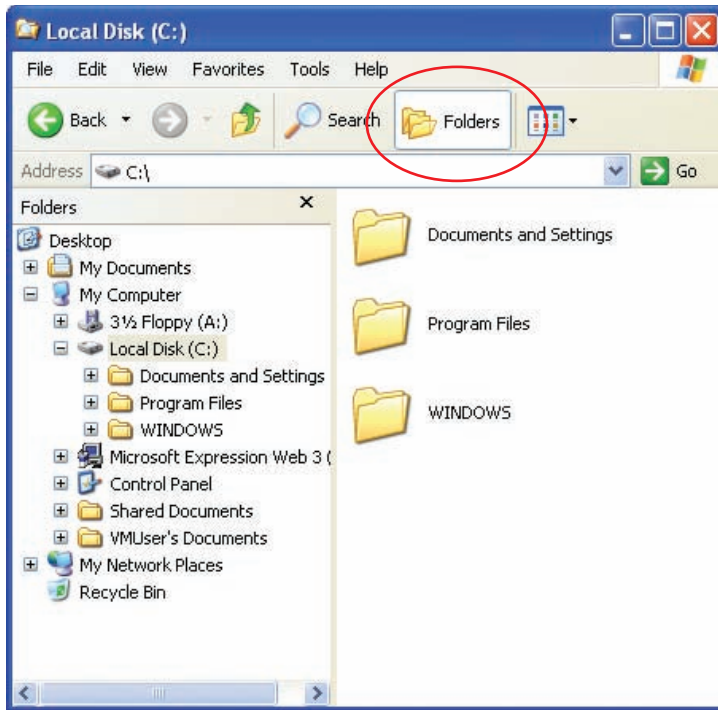 Local Disk (C:)
File Edit View Favorites Tools Help
Back Search Folders
Address C:\ Go
Folders
Desktop
My Documents
My Computer
3½ Floppy (A:)
Local Disk (C:)
Documents and Settings
Program Files
WINDOWS
Microsoft Expression Web 3 (
Control Panel
Shared Documents
VMUser's Documents
My Network Places
Recycle Bin
Documents and Settings
Program Files
WINDOWS